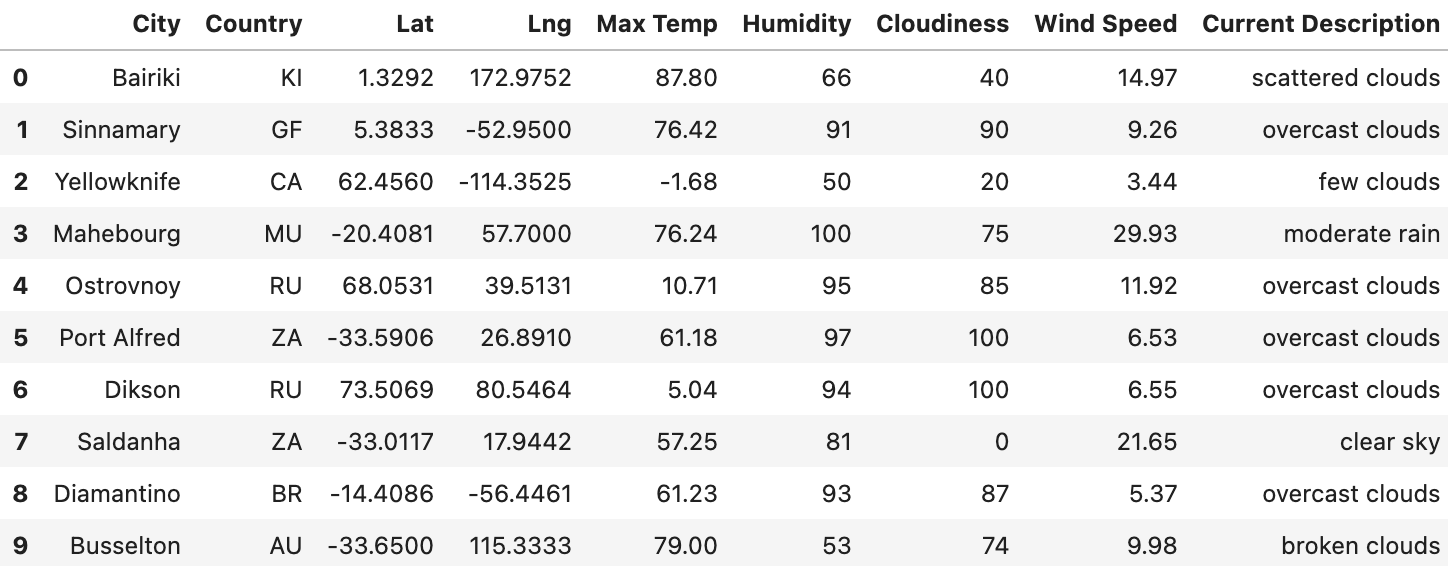 City Country Lat Lng Max Temp Humidity Cloudiness Wind Speed Current Description
0 Bairiki KI 1.3292 172.9752 87.80 66 40 14.97 scattered clouds
1 Sinnamary GF 5.3833 -52.9500 76.42 91 90 9.26 overcast clouds
2 Yellowknife CA 62.4560 -114.3525 -1.68 50 20 3.44 few clouds
3 Mahebourg MU -20.4081 57.7000 76.24 100 75 29.93 moderate rain
4 Ostrovnoy RU 68.0531 39.5131 10.71 95 85 11.92 overcast clouds
5 Port Alfred ZA -33.5906 26.8910 61.18 97 100 6.53 overcast clouds
6 Dikson RU 73.5069 80.5464 5.04 94 100 6.55 overcast clouds
7 Saldanha ZA -33.0117 17.9442 57.25 81 0 21.65 clear sky
8 Diamantino BR -14.4086 -56.4461 61.23 93 87 5.37 overcast clouds
9 Busselton AU -33.6500 115.3333 79.00 53 74 9.98 broken clouds